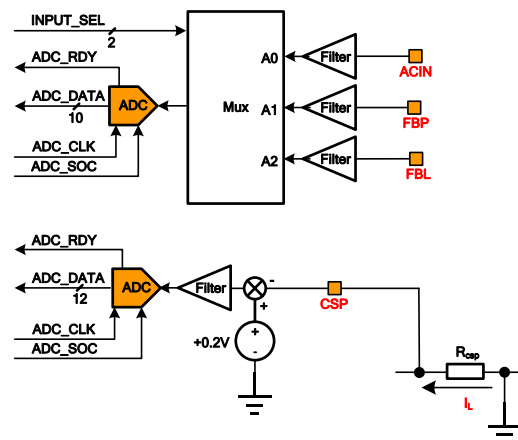 INPUT_SEL
2
ADC_RDY
ADC_DATA
10
ADC
ADC_CLK
ADC_SOC
Mux
A0
Filter
ACIN
A1
Filter
FBP
A2
Filter
FBL
ADC_RDY
ADC_DATA
12
ADC
ADC_CLK
ADC_SOC
Filter
-
+
CSP
+0.2V
+
-
Rcsp
IL